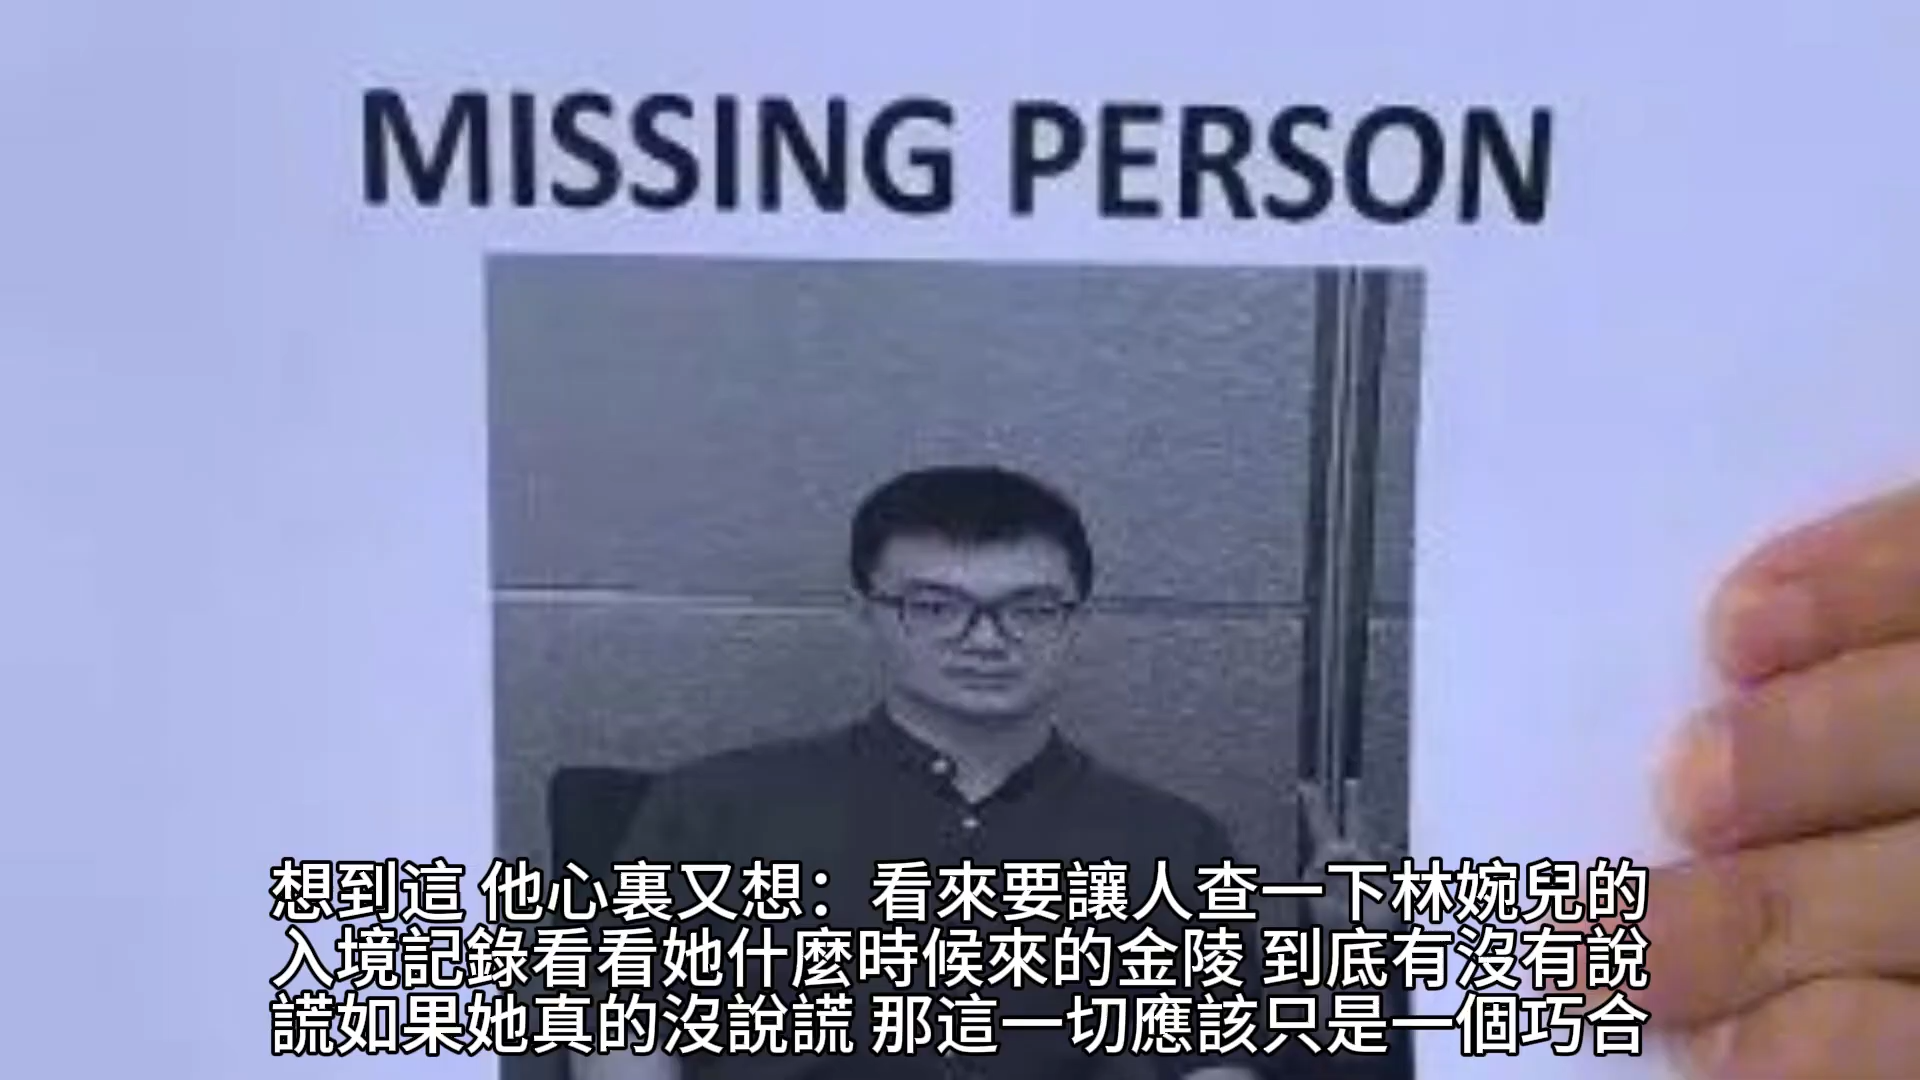 MISSING PERSON
想到這 他心裏又想：看來要讓人查一下林婉兒的
入境記錄看看她什麼時候來的金陵 到底有沒有說
謊如果她真的沒說謊 那這一切應該只是一個巧合